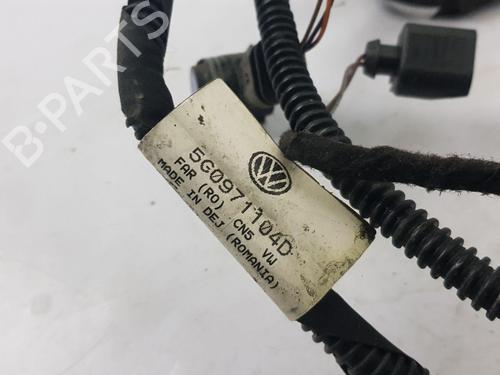 B-PARTS
5G0971104D
FAR (RO) CN5 VW
MADE IN DEJ (ROMANIA)